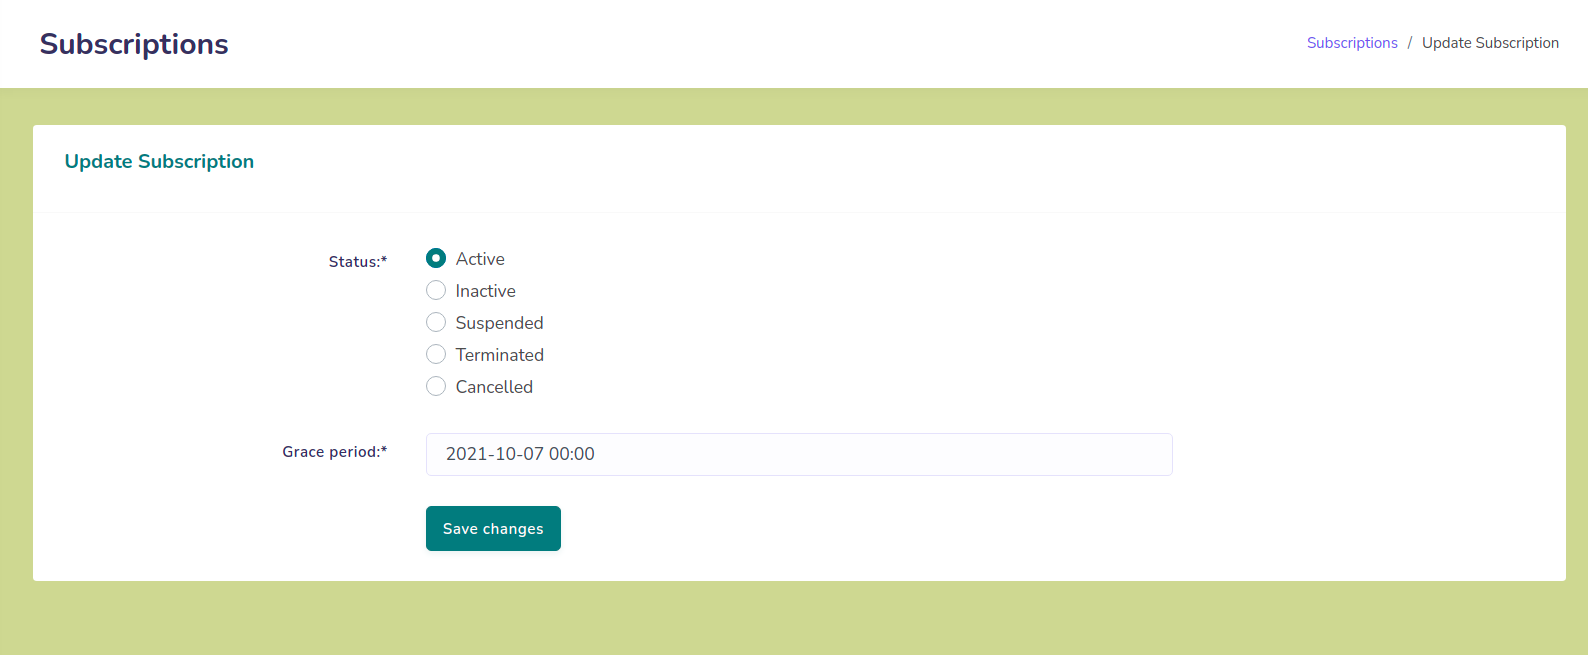 Subscriptions
Subscriptions / Update Subscription
Update Subscription
Status:*
Active
Inactive
Suspended
Terminated
Cancelled
Grace period:*
2021-10-07 00:00
Save changes